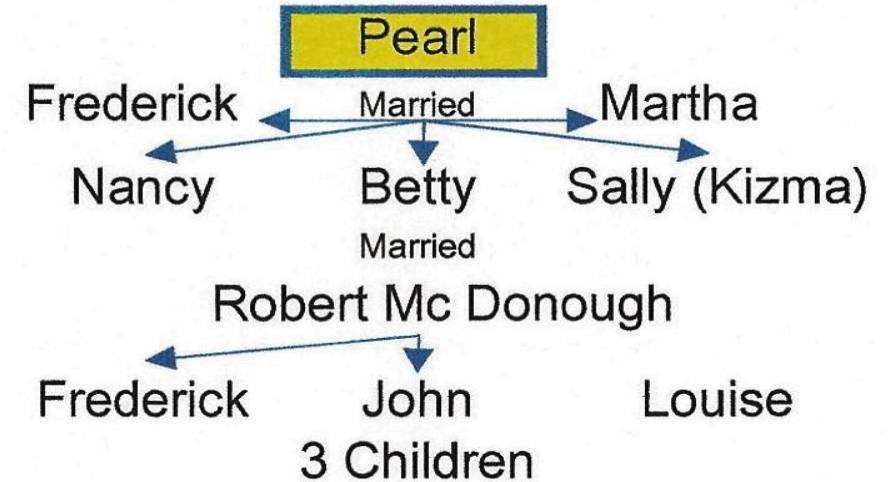 Pearl
Frederick Married Martha
Nancy Betty Sally (Kizma)
Married
Robert Mc Donough
Frederick John Louise
3 Children